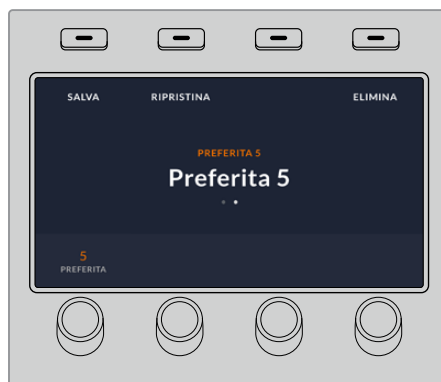 SALVA RIPRISTINA ELIMINA
PREFERITA 5
Preferita 5
5
PREFERITA